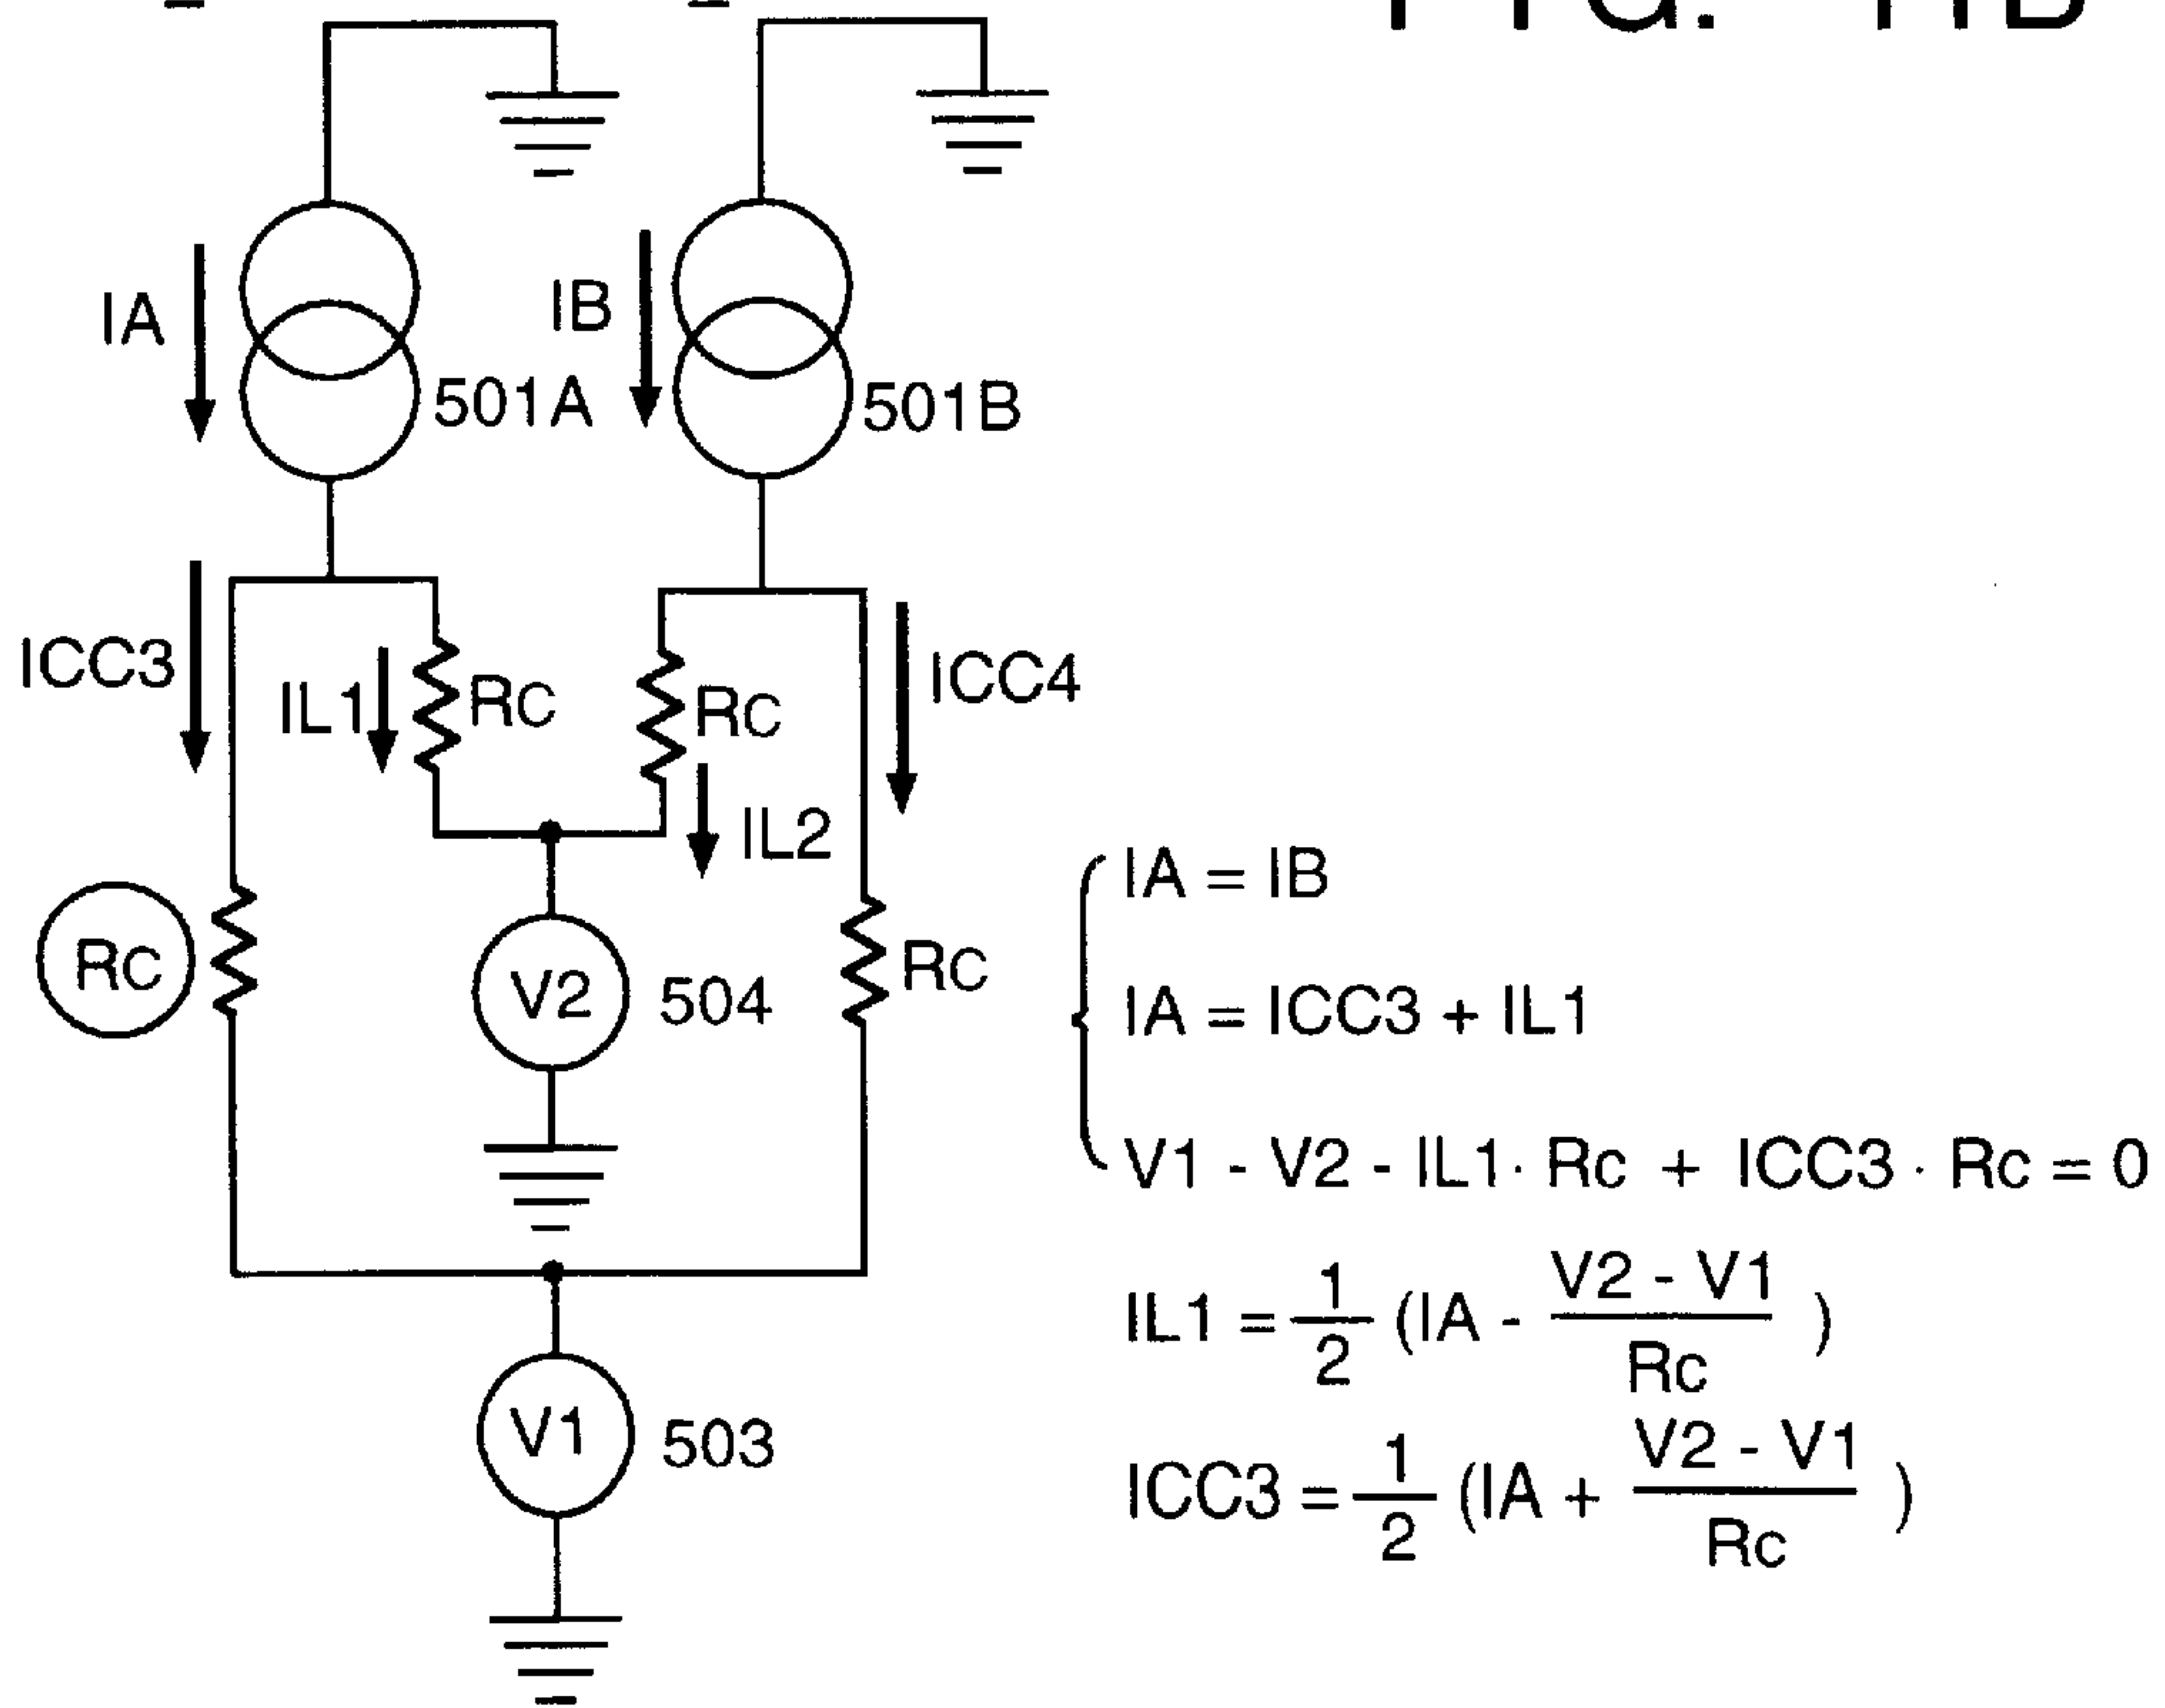 FIG. 11B
IA
IB
501A
501B
ICC3
IL1
RC
RC
ICC4
IL2
RC
V2
504
RC
V1
503
IA = IB
IA = ICC3 + IL1
V1 - V2 - IL1· RC + ICC3 · RC = 0
IL1 = 1/2 (IA - V2 - V1/RC )
ICC3 = 1/2 (IA + V2 - V1/RC )